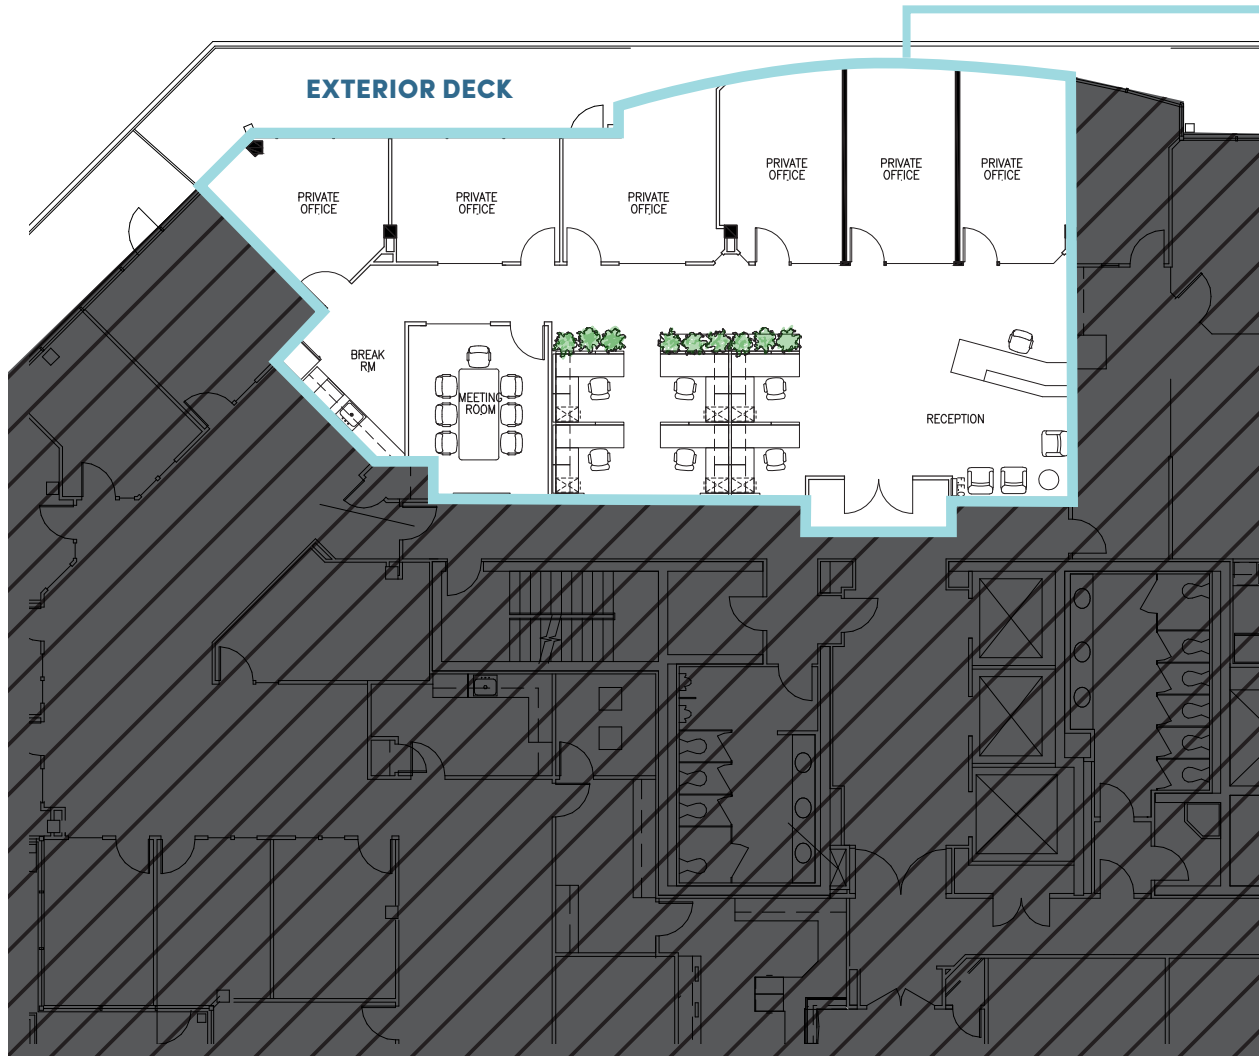 EXTERIOR DECK
PRIVATE
OFFICE
PRIVATE
OFFICE
PRIVATE
OFFICE
PRIVATE
OFFICE
PRIVATE
OFFICE
PRIVATE
OFFICE
BREAK
RM
MEETING
ROOM
RECEPTION
F.E.C.